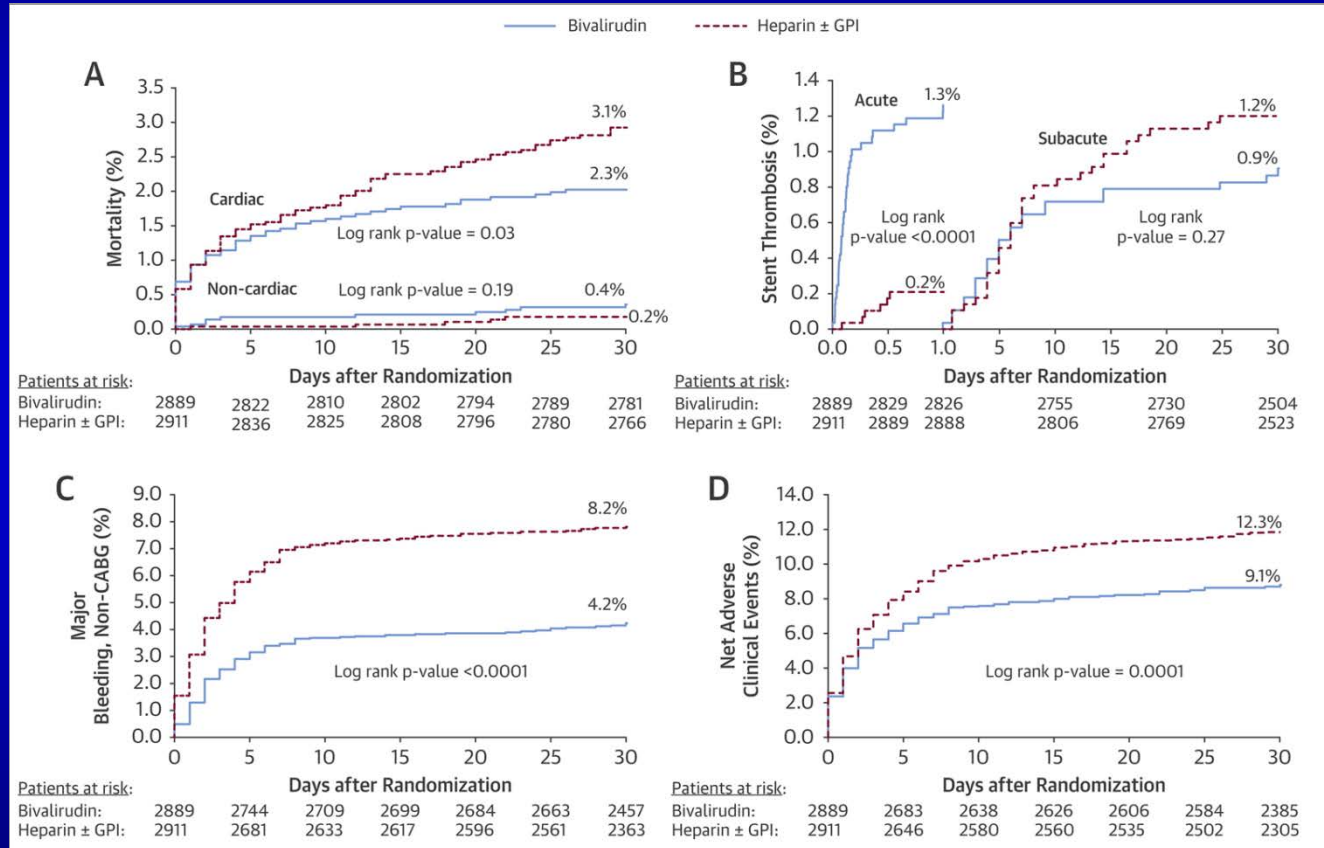 Bivalirudin
Heparin ± GPI
A
Mortality (%)
3.5
3.0
2.5
2.0
1.5
1.0
0.5
0.0
Cardiac
3.1%
2.3%
Log rank p-value = 0.03
Non-cardiac
Log rank p-value = 0.19
0.4%
0.2%
0 5 10 15 20 25 30
Days after Randomization
Patients at risk:
Bivalirudin: 2889 2822 2810 2802 2794 2789 2781
Heparin ± GPI: 2911 2836 2825 2808 2796 2780 2766
B
Stent Thrombosis (%)
1.4
1.2
1.0
0.8
0.6
0.4
0.2
0.0
Acute
1.3%
Subacute
1.2%
0.9%
Log rank
p-value <0.0001
Log rank
p-value = 0.27
0.2%
0.0 0.5 1.0 5 10 15 20 25 30
Days after Randomization
Patients at risk:
Bivalirudin: 2889 2829 2826 2755 2730 2504
Heparin ± GPI: 2911 2889 2888 2806 2769 2523
C
Major
Bleeding, Non-CABG (%)
9.0
8.0
7.0
6.0
5.0
4.0
3.0
2.0
1.0
0.0
8.2%
4.2%
Log rank p-value <0.0001
0 5 10 15 20 25 30
Days after Randomization
Patients at risk:
Bivalirudin: 2889 2744 2709 2699 2684 2663 2457
Heparin ± GPI: 2911 2681 2633 2617 2596 2561 2363
D
Net Adverse
Clinical Events (%)
14.0
12.0
10.0
8.0
6.0
4.0
2.0
0.0
12.3%
9.1%
Log rank p-value = 0.0001
0 5 10 15 20 25 30
Days after Randomization
Patients at risk:
Bivalirudin: 2889 2683 2638 2626 2606 2584 2385
Heparin ± GPI: 2911 2646 2580 2560 2535 2502 2305